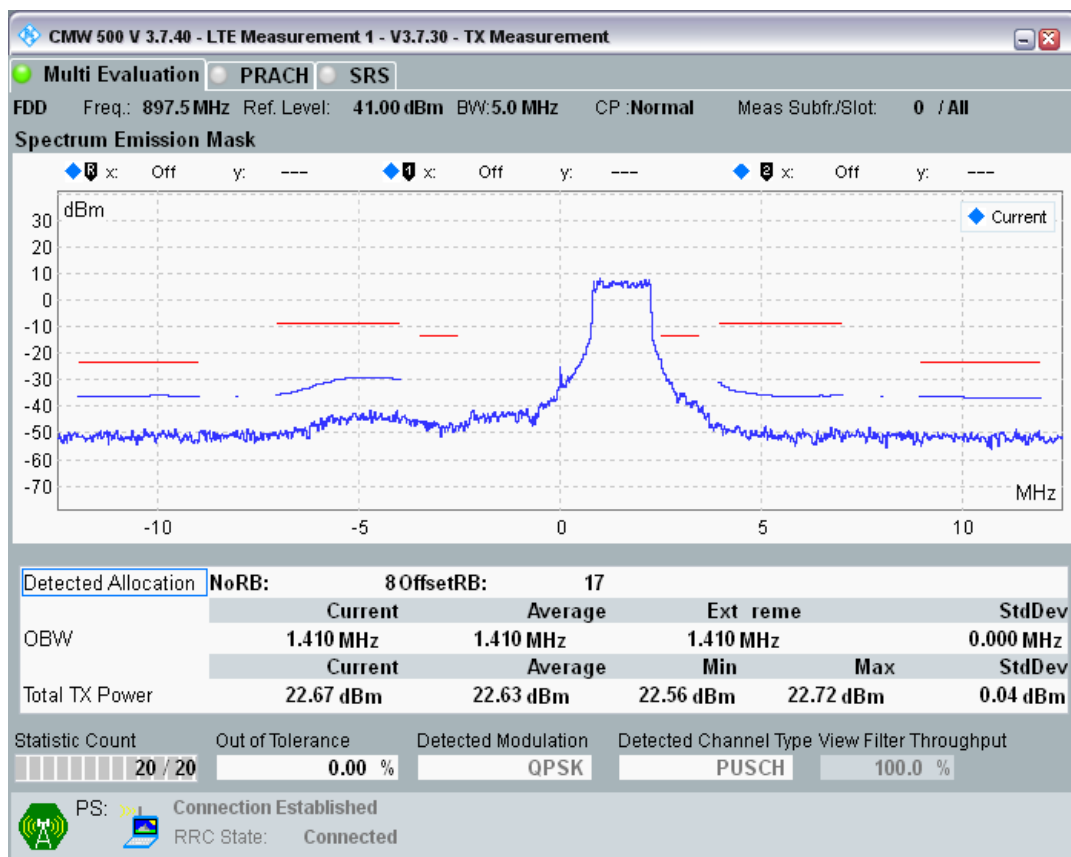 CMW 500 V 3.7.40 - LTE Measurement 1 - V3.7.30 - TX Measurement
Multi Evaluation PRACH SRS
FDD Freq.: 897.5 MHz Ref. Level: 41.00 dBm BW:5.0 MHz CP :Normal Meas Subfr./Slot: 0 / All
Spectrum Emission Mask
R x: Off y: --- 1 x: Off y: --- 2 x: Off y: ---
dBm
Current
30
20
10
0
-10
-20
-30
-40
-50
-60
-70
MHz
-10 -5 0 5 10
Detected Allocation NoRB: 8 OffsetRB: 17
Current Average Ext reme StdDev
OBW 1.410 MHz 1.410 MHz 1.410 MHz 0.000 MHz
Current Average Min Max StdDev
Total TX Power 22.67 dBm 22.63 dBm 22.56 dBm 22.72 dBm 0.04 dBm
Statistic Count Out of Tolerance Detected Modulation Detected Channel Type View Filter Throughput
20 / 20 0.00 % QPSK PUSCH 100.0 %
PS: Connection Established
RRC State: Connected